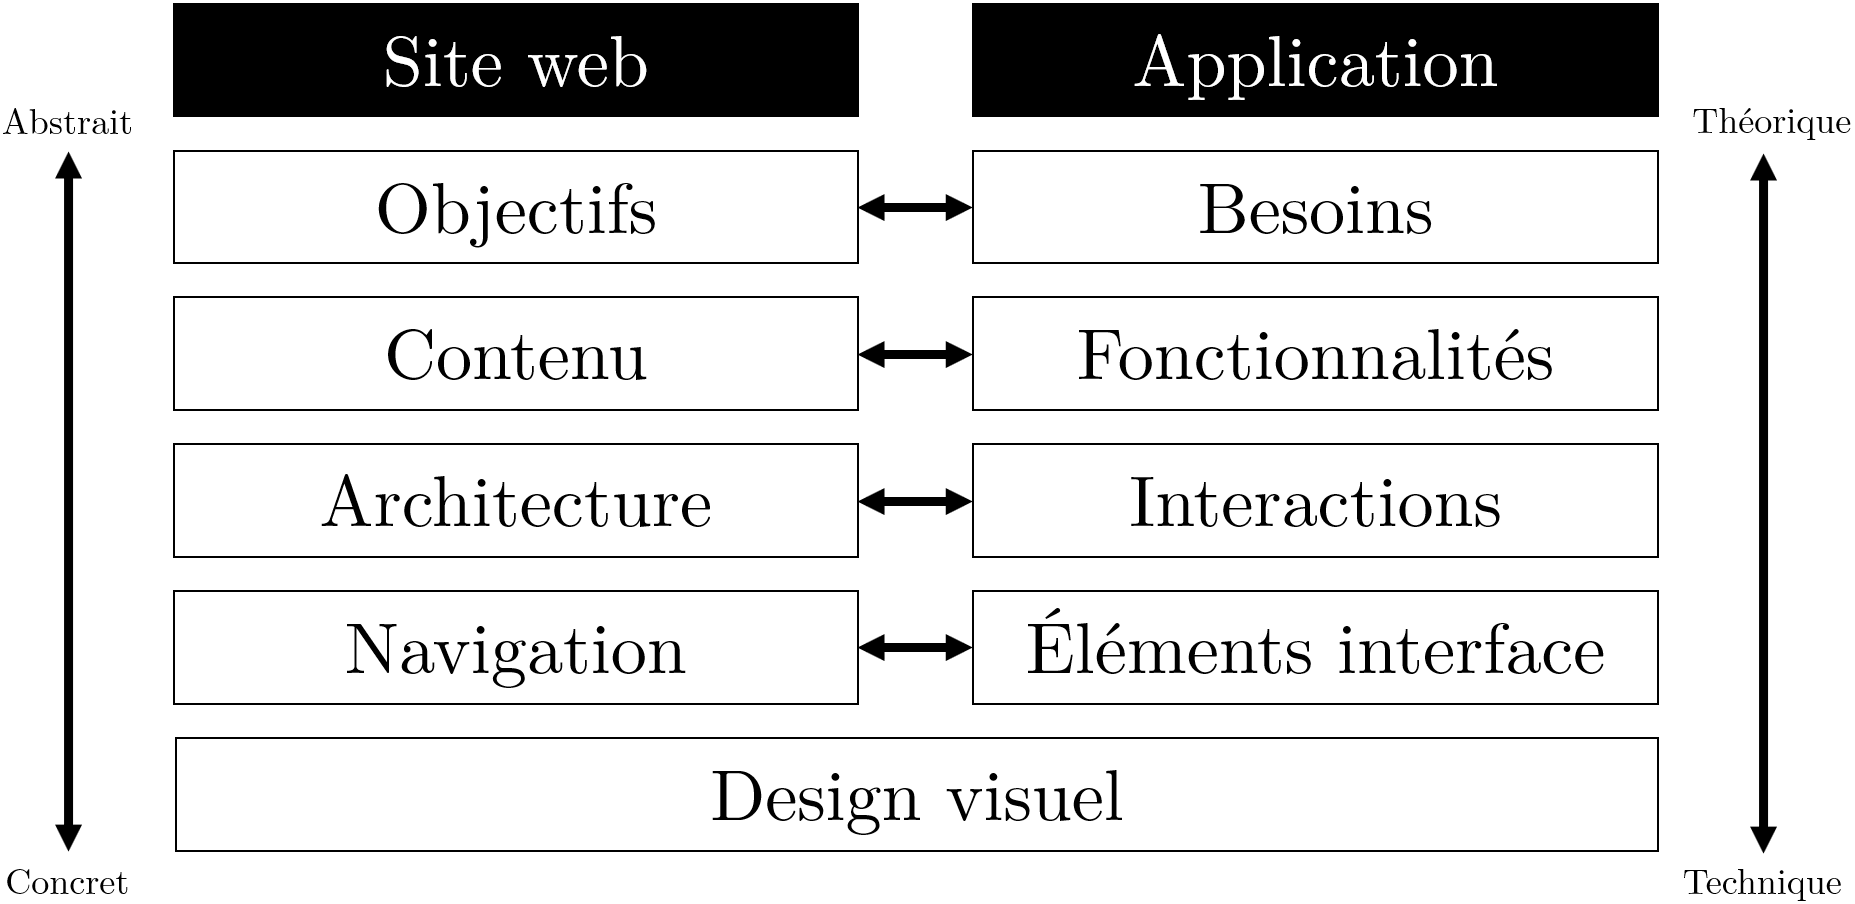 Site web
Application
Abstrait
Théorique
Objectifs
Besoins
Contenu
Fonctionnalités
Architecture
Interactions
Navigation
Éléments interface
Design visuel
Concret
Technique